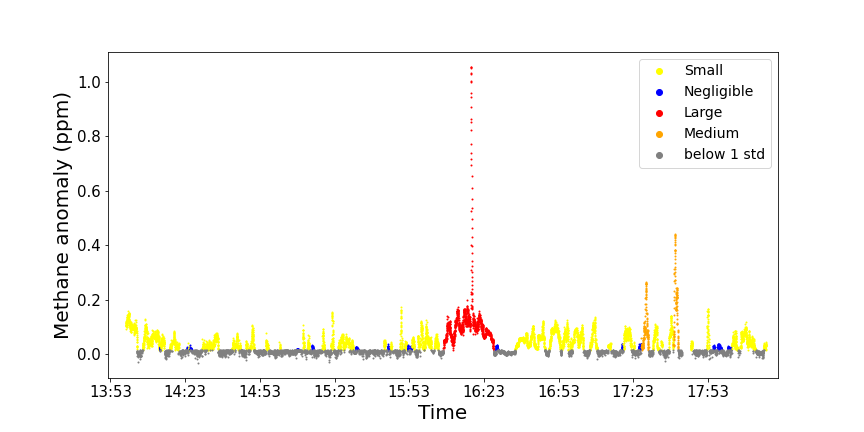 Methane anomaly (ppm)
1.0
0.8
0.6
0.4
0.2
0.0
Small
Negligible
Large
Medium
below 1 std
13:53 14:23 14:53 15:23 15:53 16:23 16:53 17:23 17:53
Time